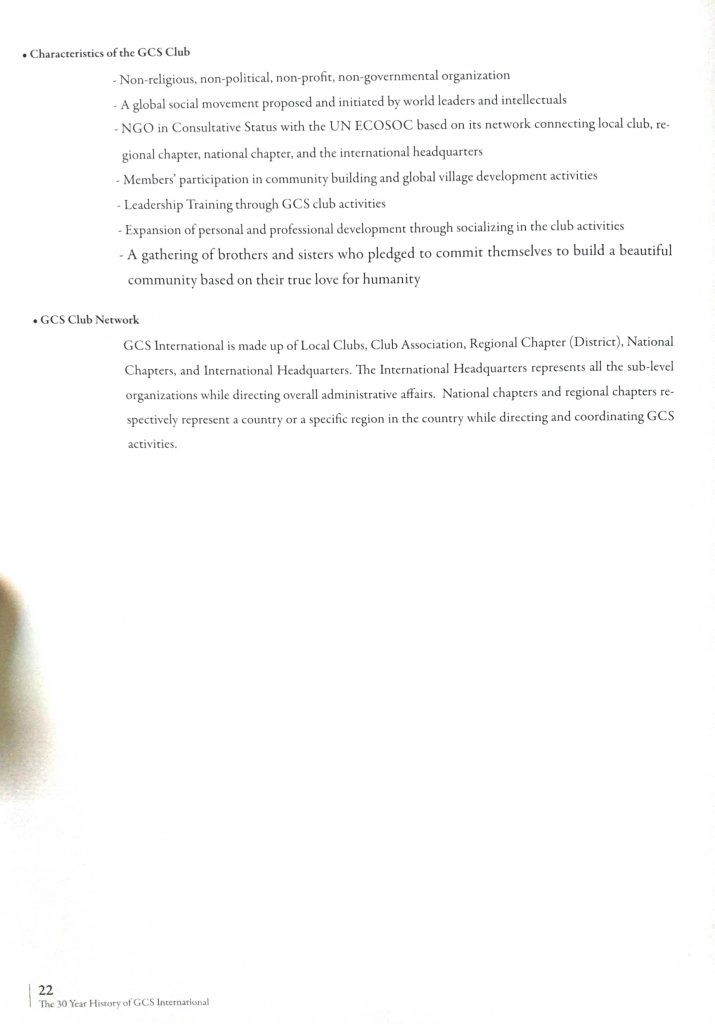 • Characteristics of the GCS Club
- Non-religious, non-political, non-profit, non-governmental organization
- A global social movement proposed and initiated by world leaders and intellectuals
- NGO in Consultative Status with the UN ECOSOC based on its network connecting local club, re-
gional chapter, national chapter, and the international headquarters
- Members' participation in community building and global village development activities
- Leadership Training through GCS club activities
- Expansion of personal and professional development through socializing in the club activities
- A gathering of brothers and sisters who pledged to commit themselves to build a beautiful
community based on their true love for humanity
• GCS Club Network
GCS International is made up of Local Clubs, Club Association, Regional Chapter (District), National
Chapters, and International Headquarters. The International Headquarters represents all the sub-level
organizations while directing overall administrative affairs. National chapters and regional chapters re-
spectively represent a country or a specific region in the country while directing and coordinating GCS
activities.
22
The 30 Year History of GCS International